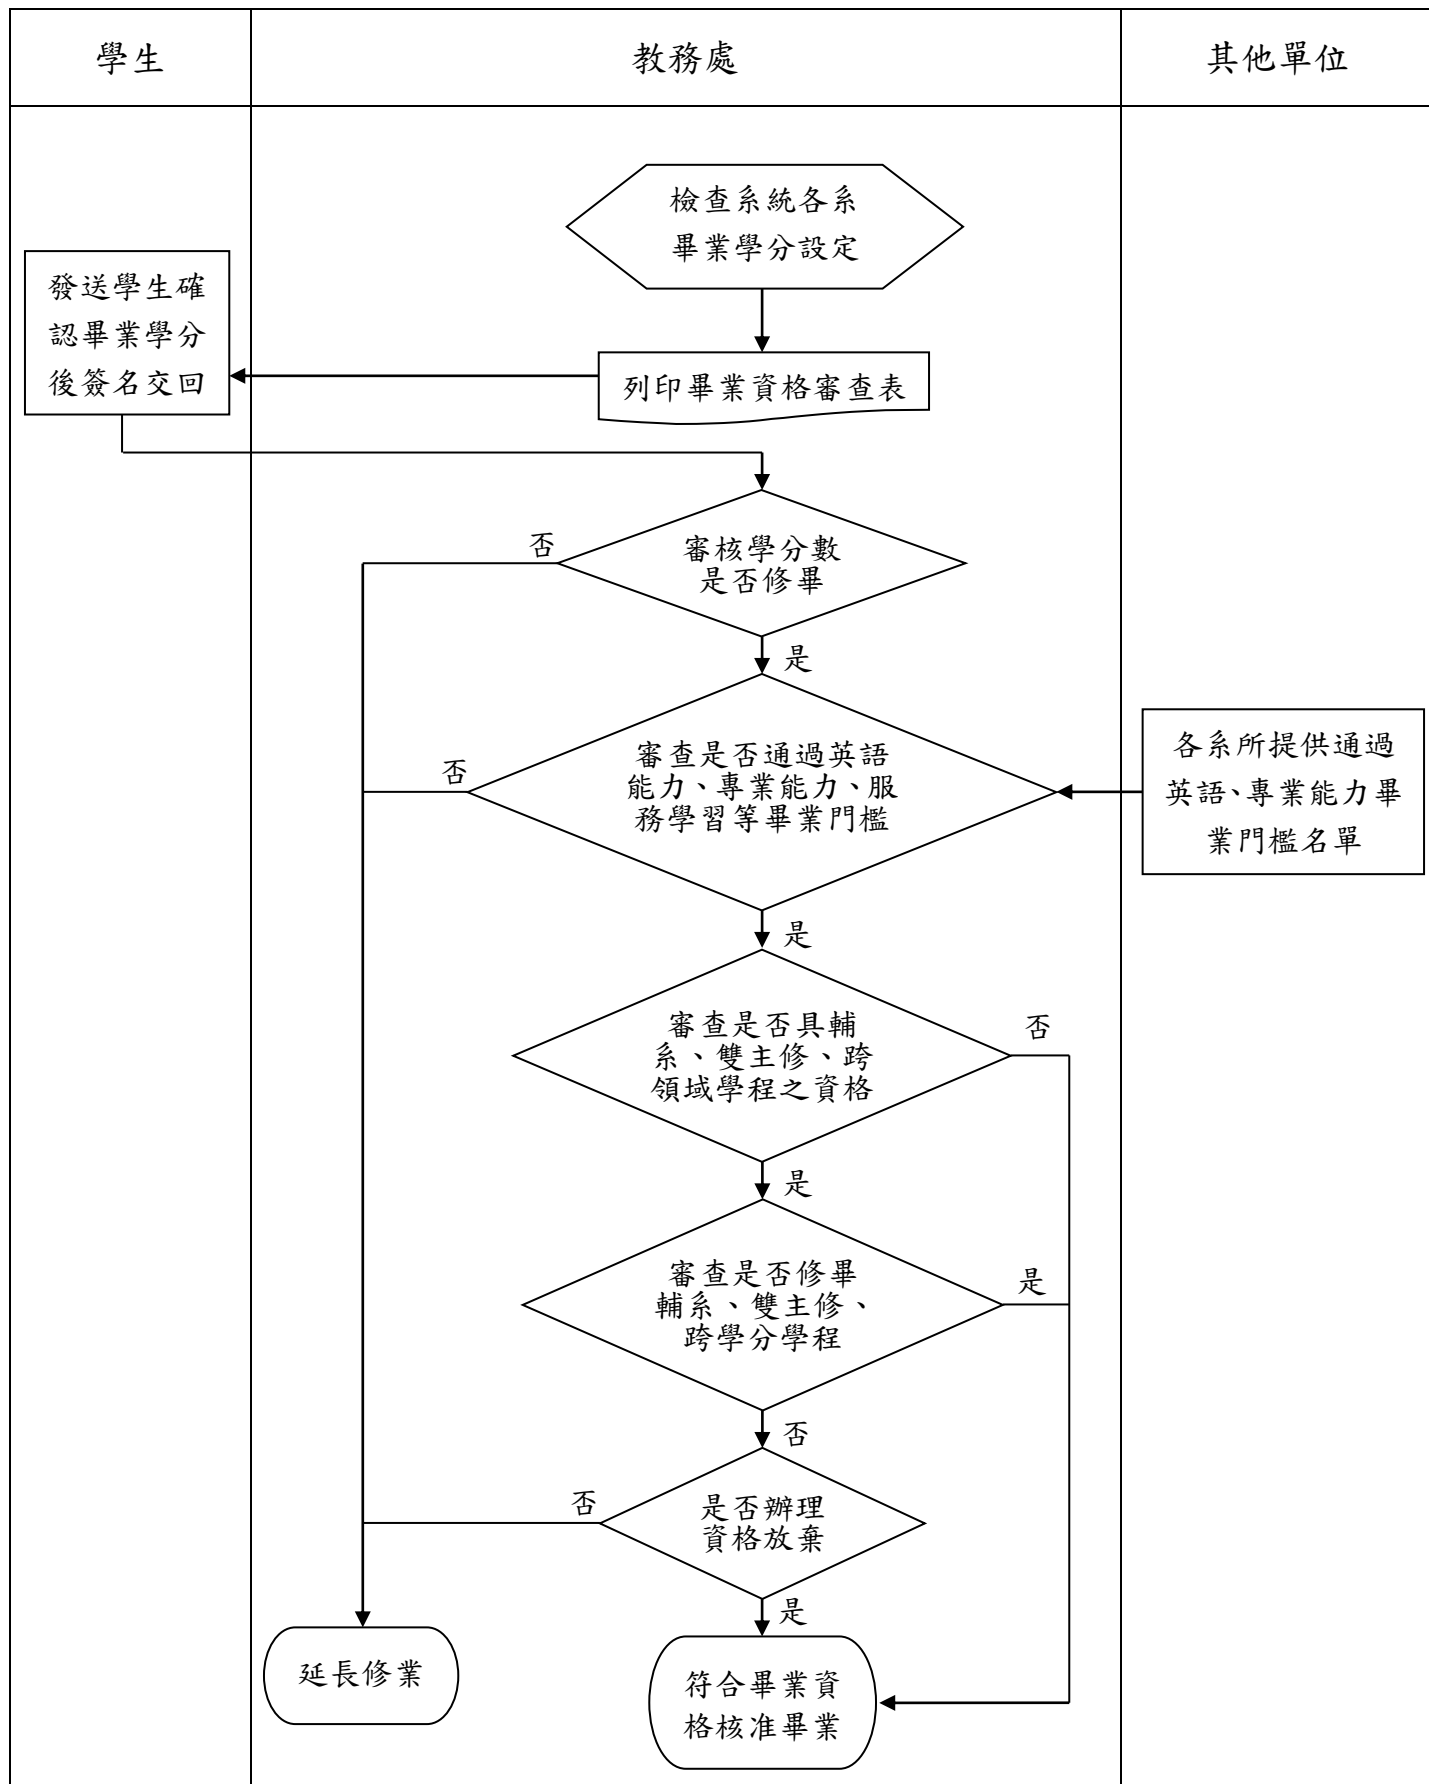 學生
教務處
其他單位
檢查系統各系
畢業學分設定
發送學生確
認畢業學分
後簽名交回
列印畢業資格審查表
否
審核學分數
是否修畢
是
否
審查是否通過英語
能力、專業能力、服
務學習等畢業門檻
各系所提供通過
英語、專業能力畢
業門檻名單
是
審查是否具輔
系、雙主修、跨
領域學程之資格
否
是
審查是否修畢
輔系、雙主修、
跨學分學程
是
否
否
是否辦理
資格放棄
是
延長修業
符合畢業資
格核准畢業